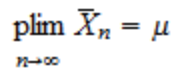 plim X̄ₙ = μ
n→∞